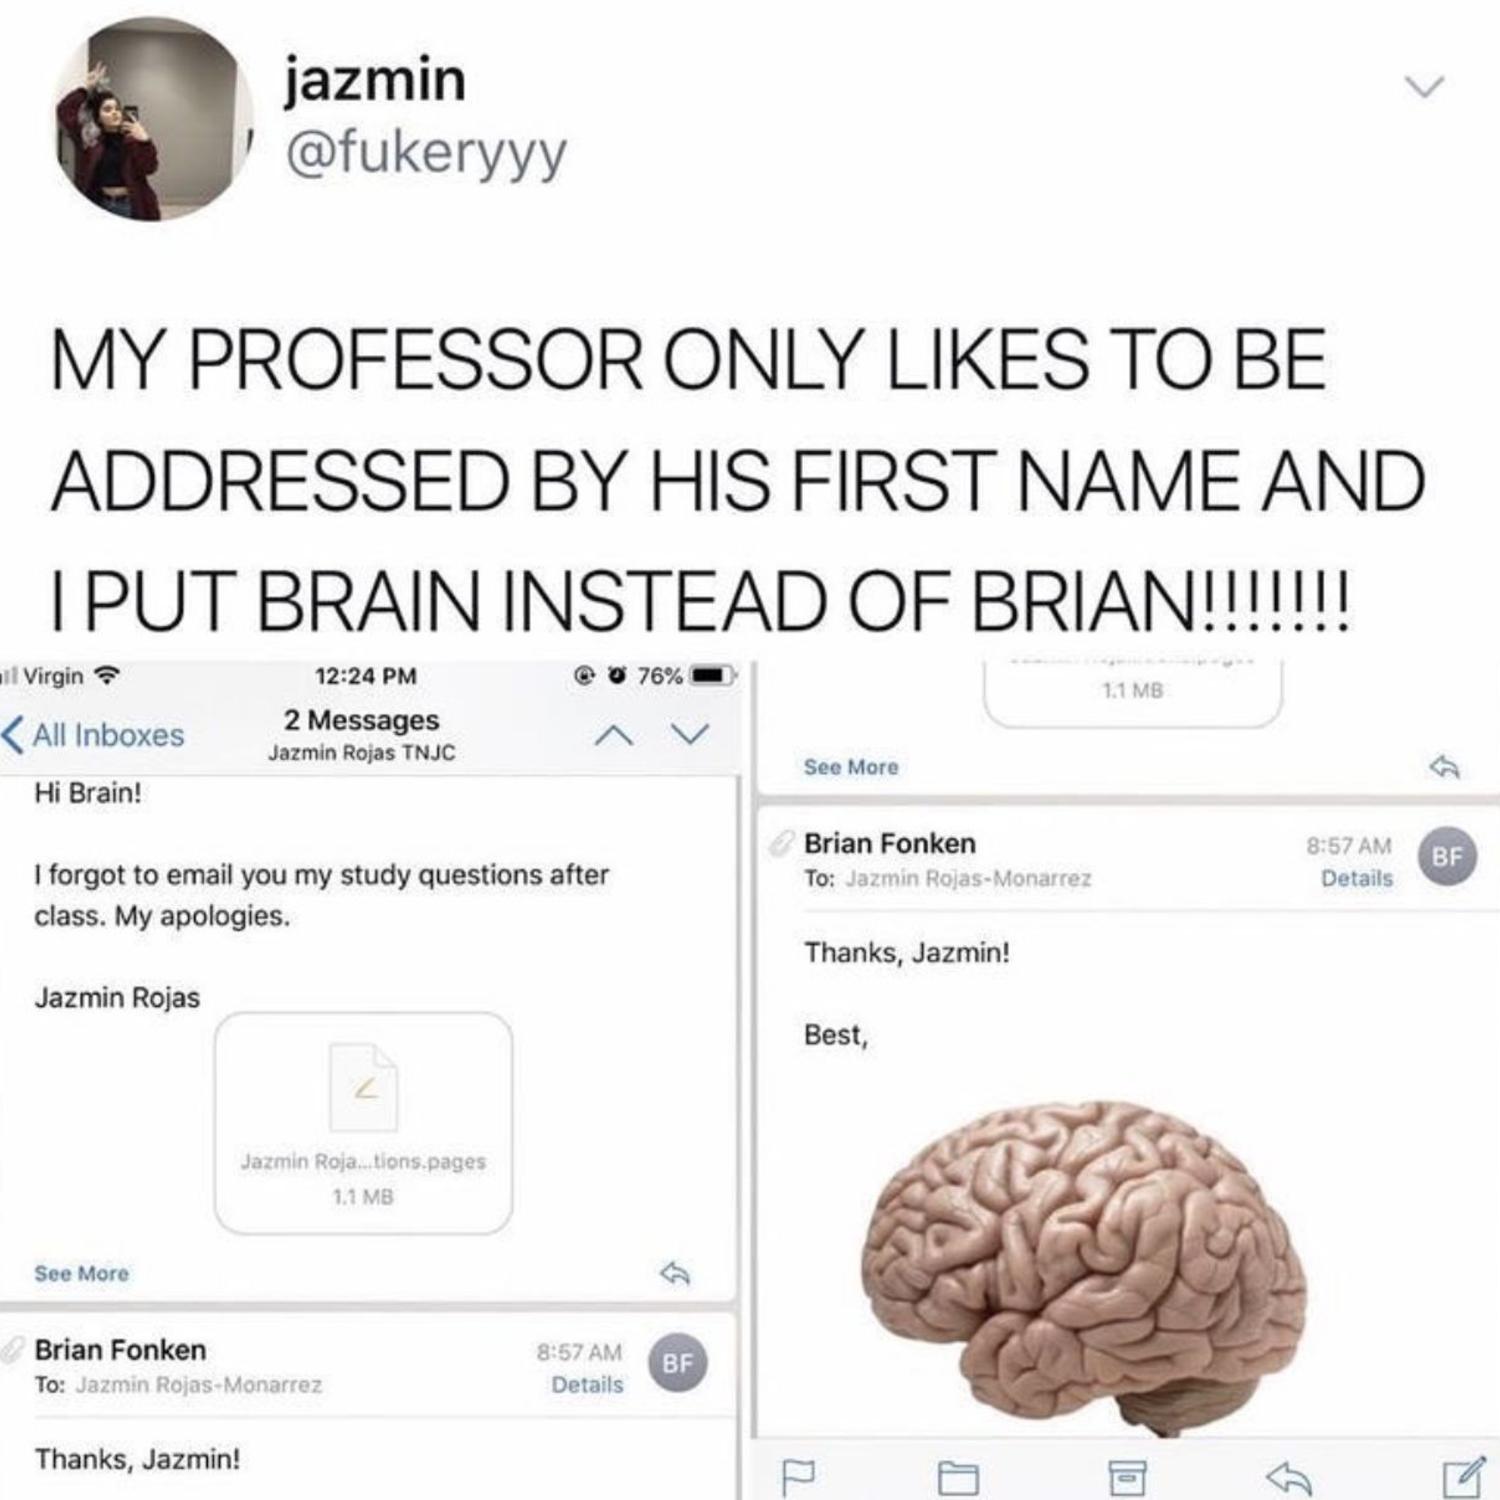 jazmin
@fukeryyy
MY PROFESSOR ONLY LIKES TO BE
ADDRESSED BY HIS FIRST NAME AND
I PUT BRAIN INSTEAD OF BRIAN!!!!!!!
Virgin 12:24 PM 76%
All Inboxes
2 Messages
Jazmin Rojas TNJC
Hi Brain!
I forgot to email you my study questions after
class. My apologies.
Jazmin Rojas
Jazmin Roja...tions.pages
1.1 MB
See More
Brian Fonken 8:57 AM BF
To: Jazmin Rojas-Monarrez Details
Thanks, Jazmin!
1.1 MB
See More
Brian Fonken 8:57 AM BF
To: Jazmin Rojas-Monarrez Details
Thanks, Jazmin!
Best,